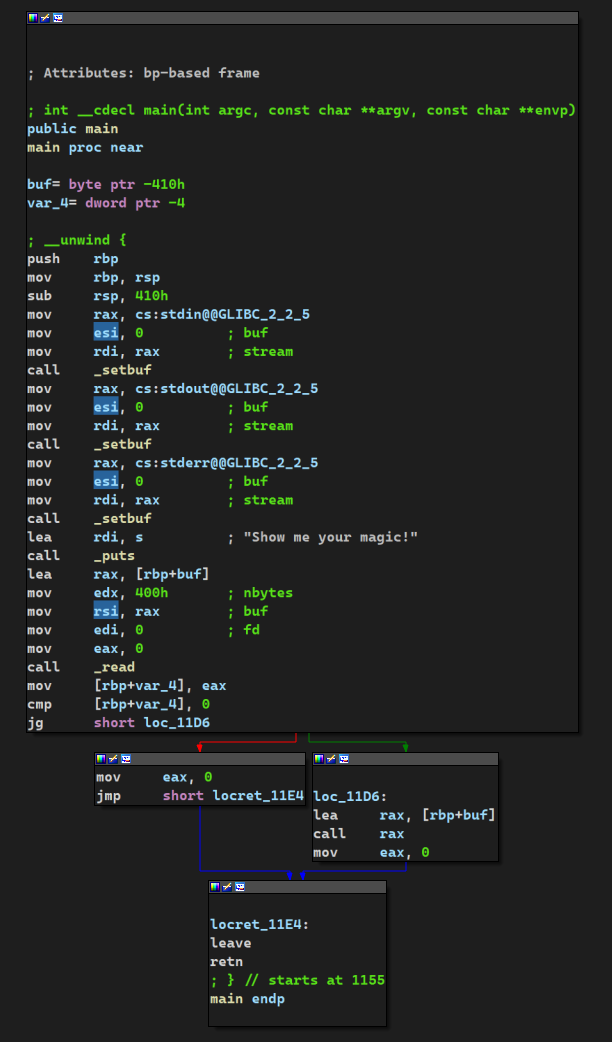 ; Attributes: bp-based frame
; int __cdecl main(int argc, const char **argv, const char **envp)
public main
main proc near
buf= byte ptr -410h
var_4= dword ptr -4
; __unwind {
push    rbp
mov     rbp, rsp
sub     rsp, 410h
mov     rax, cs:stdin@@GLIBC_2_2_5
mov     esi, 0          ; buf
mov     rdi, rax        ; stream
call    _setbuf
mov     rax, cs:stdout@@GLIBC_2_2_5
mov     esi, 0          ; buf
mov     rdi, rax        ; stream
call    _setbuf
mov     rax, cs:stderr@@GLIBC_2_2_5
mov     esi, 0          ; buf
mov     rdi, rax        ; stream
call    _setbuf
lea     rdi, s          ; "Show me your magic!"
call    _puts
lea     rax, [rbp+buf]
mov     edx, 400h       ; nbytes
mov     rsi, rax        ; buf
mov     edi, 0          ; fd
mov     eax, 0
call    _read
mov     [rbp+var_4], eax
cmp     [rbp+var_4], 0
jg      short loc_11D6
mov     eax, 0
jmp     short locret_11E4
loc_11D6:
lea     rax, [rbp+buf]
call    rax
mov     eax, 0
locret_11E4:
leave
retn
; } // starts at 1155
main endp